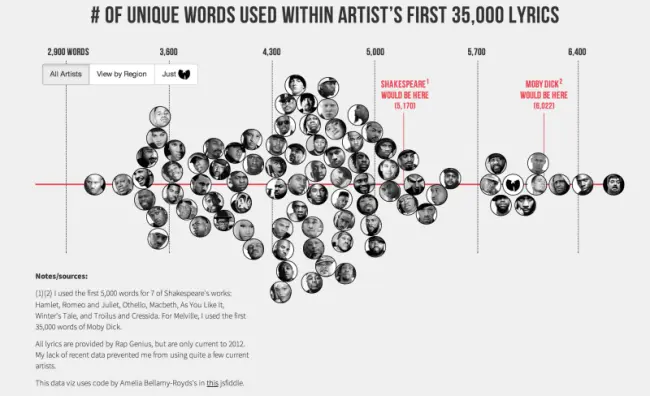 # OF UNIQUE WORDS USED WITHIN ARTIST'S FIRST 35,000 LYRICS
2,900 WORDS 3,600 4,300 5,000 5,700 6,400
All Artists View by Region Just
SHAKESPEARE¹
WOULD BE HERE
(5,170)
MOBY DICK²
WOULD BE HERE
(6,022)
Notes/sources:
(1)(2) I used the first 5,000 words for 7 of Shakespeare's works:
Hamlet, Romeo and Juliet, Othello, Macbeth, As You Like It,
Winter's Tale, and Troilus and Cressida. For Melville, I used the first
35,000 words of Moby Dick.
All lyrics are provided by Rap Genius, but are only current to 2012.
My lack of recent data prevented me from using quite a few current
artists.
This data viz uses code by Amelia Bellamy-Royds's in this jsfiddle.